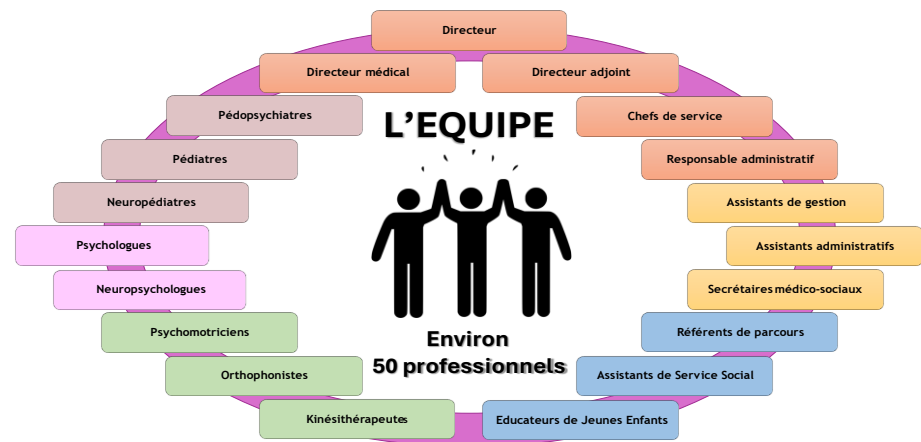 Directeur
Directeur médical
Directeur adjoint
Pédopsychiatres
L'EQUIPE
Chefs de service
Pédiatres
Responsable administratif
Neuropédiatres
Assistants de gestion
Psychologues
Assistants administratifs
Neuropsychologues
Secrétaires médico-sociaux
Psychomotriciens
Référents de parcours
Environ
50 professionnels
Orthophonistes
Assistants de Service Social
Kinésithérapeutes
Educateurs de Jeunes Enfants